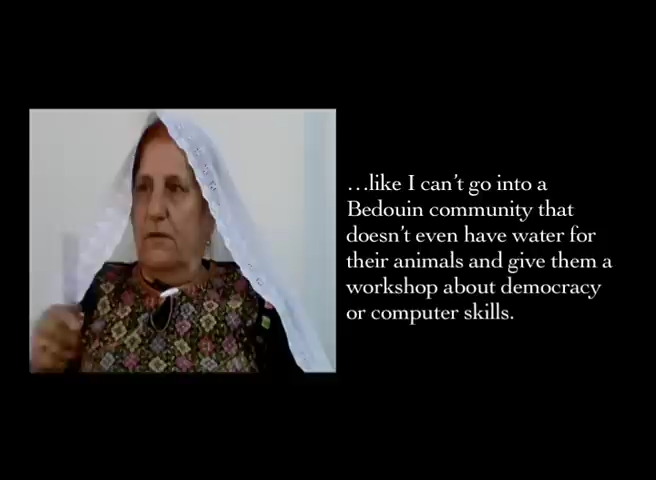 …like I can’t go into a
Bedouin community that
doesn’t even have water for
their animals and give them a
workshop about democracy
or computer skills.